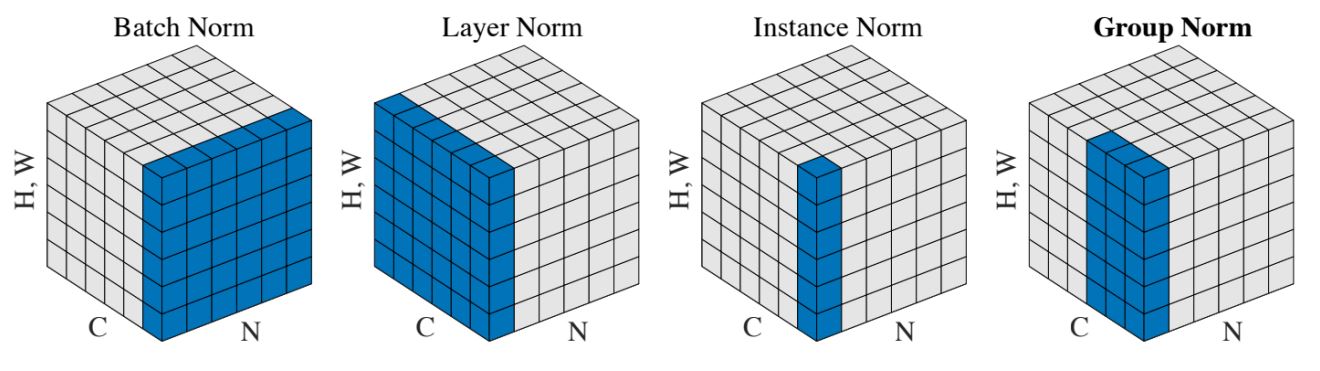 Batch Norm
Layer Norm
Instance Norm
Group Norm
H, W
C
N
H, W
C
N
H, W
C
N
H, W
C
N